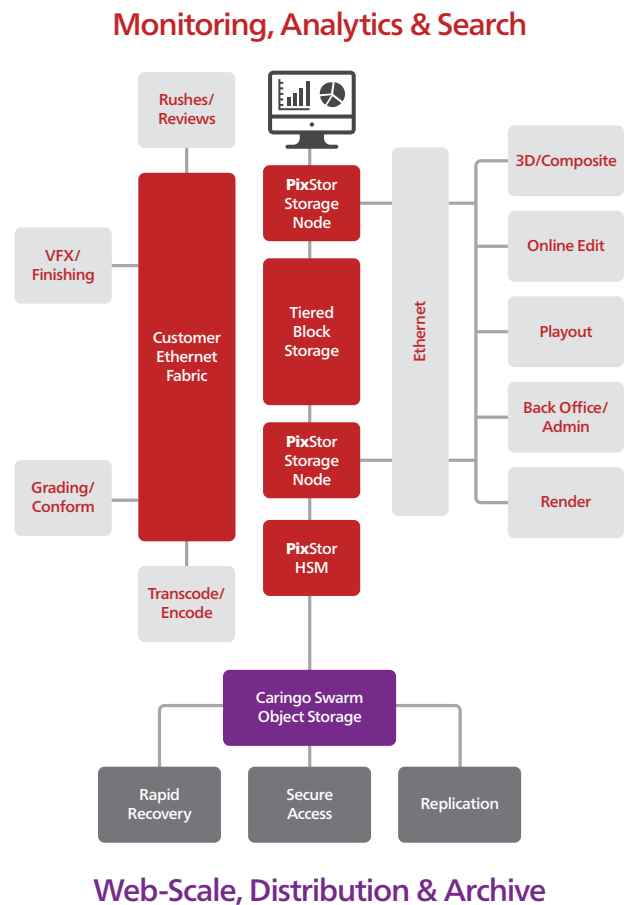 Monitoring, Analytics & Search
Rushes/
Reviews
VFX/
Finishing
Customer
Ethernet
Fabric
Grading/
Conform
Transcode/
Encode
PixStor
Storage
Node
Tiered
Block
Storage
PixStor
Storage
Node
PixStor
HSM
Ethernet
3D/Composite
Online Edit
Playout
Back Office/
Admin
Render
Caringo Swarm
Object Storage
Rapid
Recovery
Secure
Access
Replication
Web-Scale, Distribution & Archive